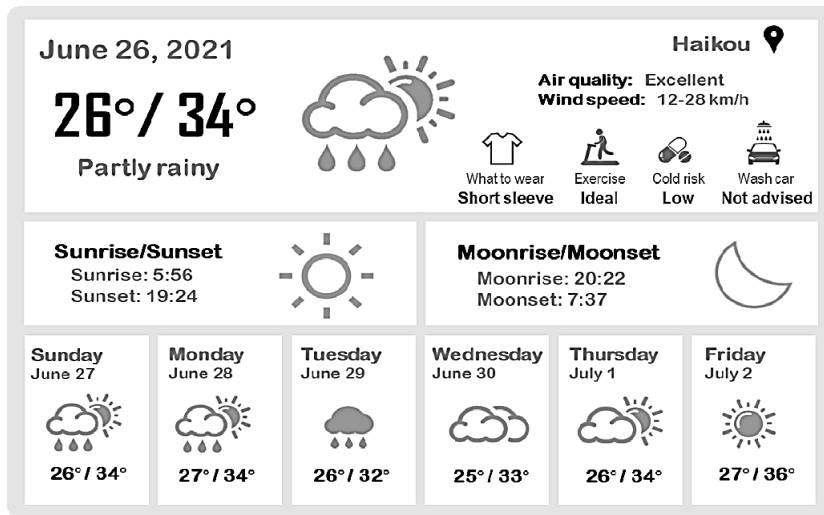 June 26, 2021
Haikou
26°/ 34°
Partly rainy
Air quality: Excellent
Wind speed: 12-28 km/h
What to wear
Short sleeve
Exercise
Ideal
Cold risk
Low
Wash car
Not advised
Sunrise/Sunset
Sunrise: 5:56
Sunset: 19:24
Moonrise/Moonset
Moonrise: 20:22
Moonset: 7:37
Sunday
June 27
26° / 34°
Monday
June 28
27° / 34°
Tuesday
June 29
26° / 32°
Wednesday
June 30
25° / 33°
Thursday
July 1
26° / 34°
Friday
July 2
27° / 36°